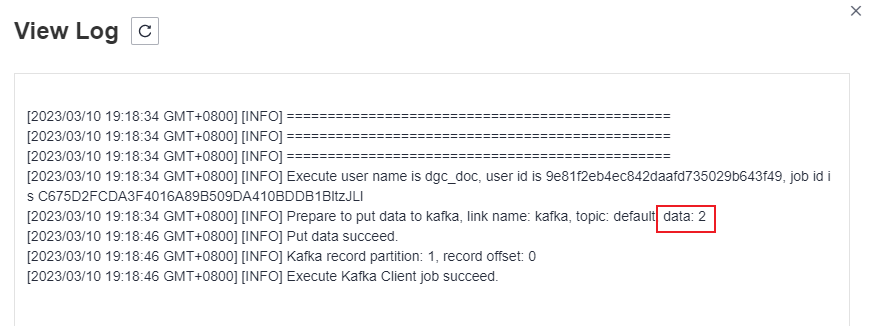 View Log
[2023/03/10 19:18:34 GMT+0800] [INFO] ===============================================
[2023/03/10 19:18:34 GMT+0800] [INFO] ===============================================
[2023/03/10 19:18:34 GMT+0800] [INFO] ===============================================
[2023/03/10 19:18:34 GMT+0800] [INFO] Execute user name is dgc_doc, user id is 9e81f2eb4ec842daafd735029b643f49, job id i
s C675D2FCDA3F4016A89B509DA410BDDB1BItzJLI
[2023/03/10 19:18:34 GMT+0800] [INFO] Prepare to put data to kafka, link name: kafka, topic: default, data: 2
[2023/03/10 19:18:46 GMT+0800] [INFO] Put data succeed.
[2023/03/10 19:18:46 GMT+0800] [INFO] Kafka record partition: 1, record offset: 0
[2023/03/10 19:18:46 GMT+0800] [INFO] Execute Kafka Client job succeed.